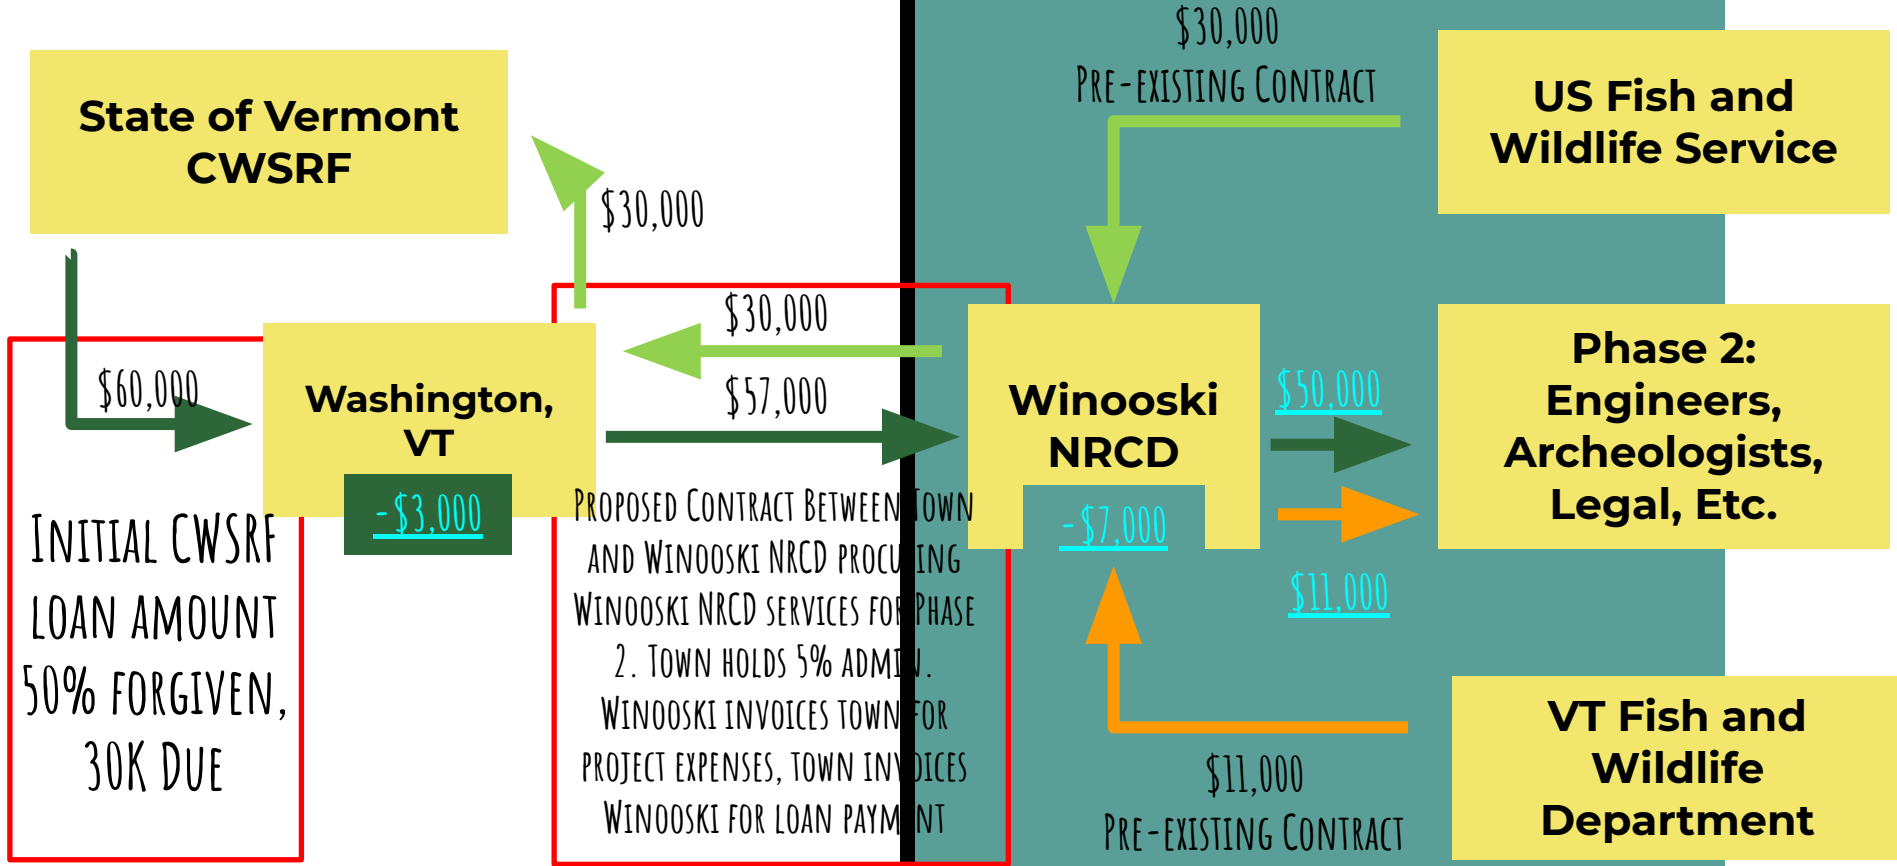 State of Vermont
CWSRF
$30,000
$30,000
Pre-existing Contract
US Fish and
Wildlife Service
$60,000
Initial CWSRF
loan amount
50% forgiven,
30K Due
Washington,
VT
-$3,000
$30,000
$57,000
Proposed Contract Between Town
and Winooski NRCD procuring
Winooski NRCD services for Phase
2. Town holds 5% admin.
Winooski invoices town for
project expenses, town invoices
Winooski for loan payment
Winooski
NRCD
-$7,000
$50,000
$11,000
Phase 2:
Engineers,
Archeologists,
Legal, Etc.
$11,000
Pre-existing Contract
VT Fish and
Wildlife
Department